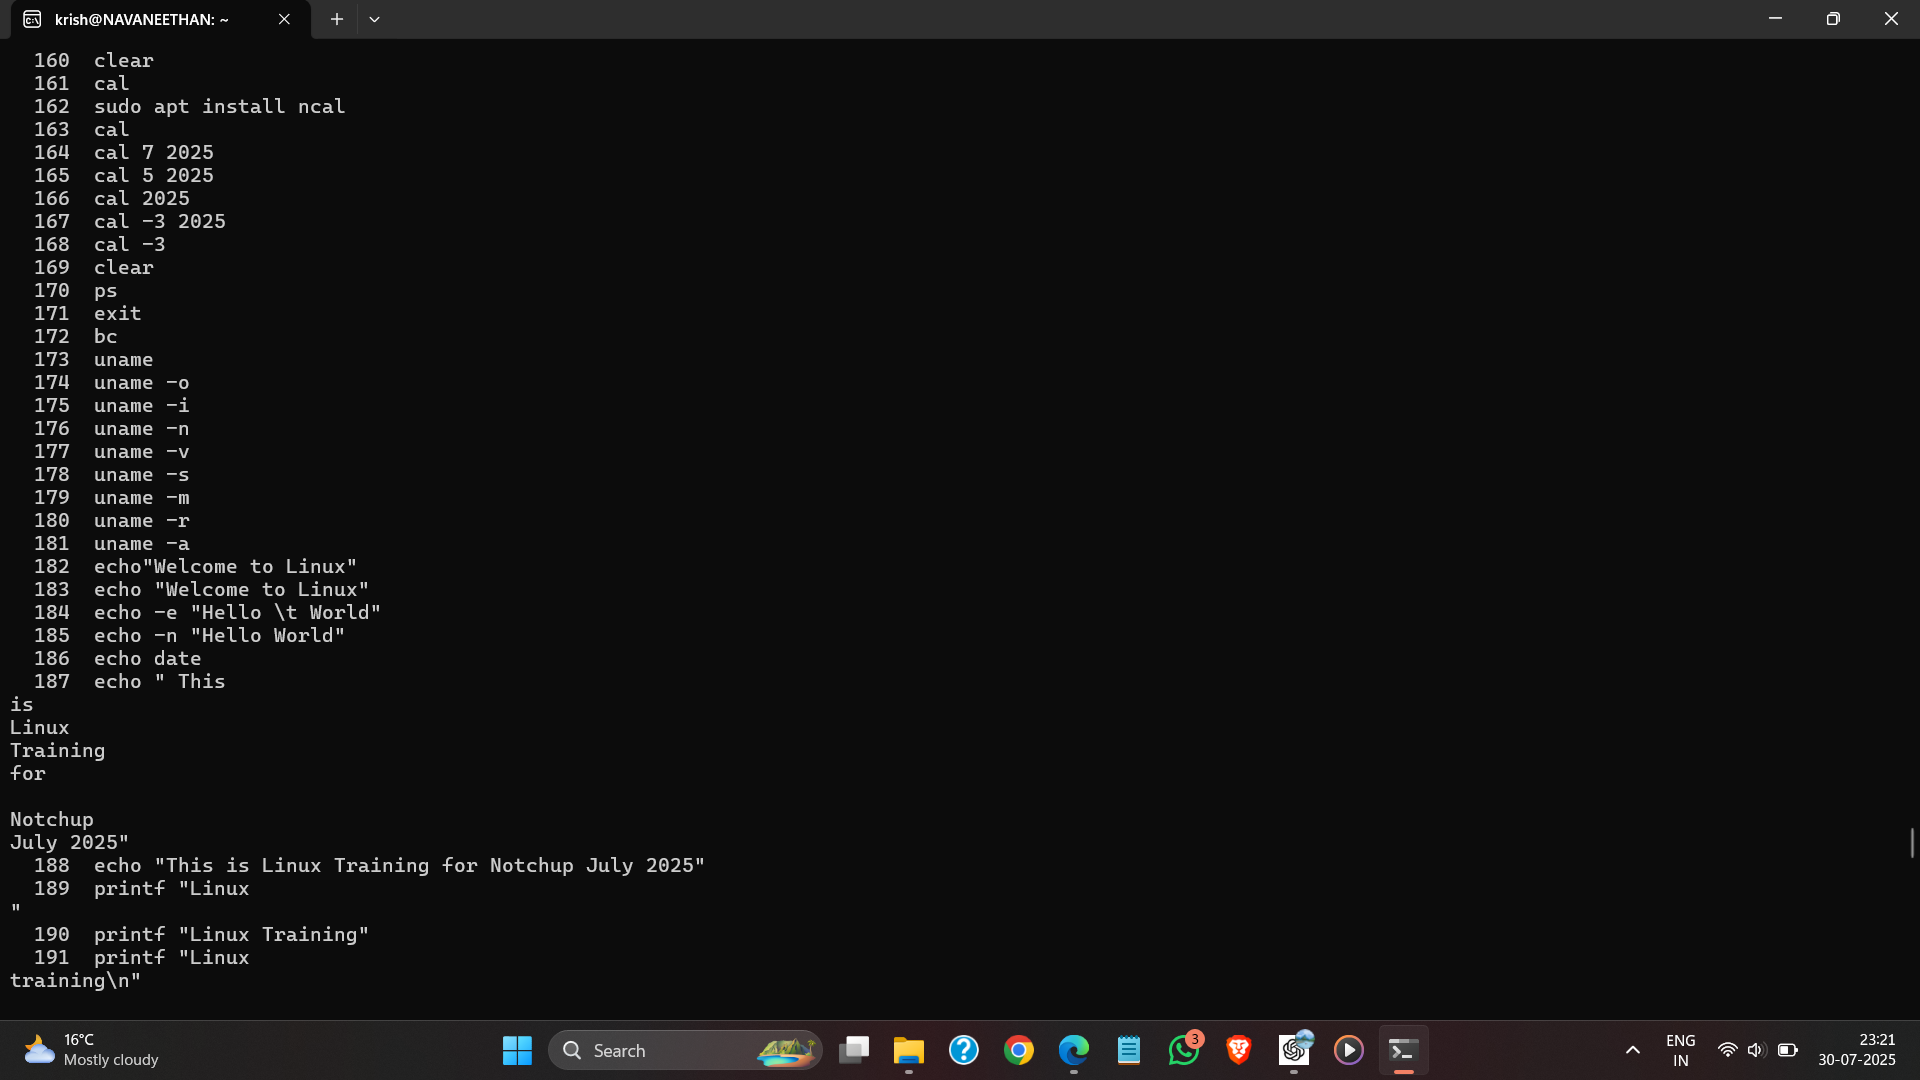 krish@NAVANEETHAN: ~
160  clear
161  cal
162  sudo apt install ncal
163  cal
164  cal 7 2025
165  cal 5 2025
166  cal 2025
167  cal -3 2025
168  cal -3
169  clear
170  ps
171  exit
172  bc
173  uname
174  uname -o
175  uname -i
176  uname -n
177  uname -v
178  uname -s
179  uname -m
180  uname -r
181  uname -a
182  echo"Welcome to Linux"
183  echo "Welcome to Linux"
184  echo -e "Hello \t World"
185  echo -n "Hello World"
186  echo date
187  echo " This
is
Linux
Training
for

Notchup
July 2025"
188  echo "This is Linux Training for Notchup July 2025"
189  printf "Linux
"
190  printf "Linux Training"
191  printf "Linux
training\n"
16°C
Mostly cloudy
Search
3
ENG
IN
23:21
30-07-2025